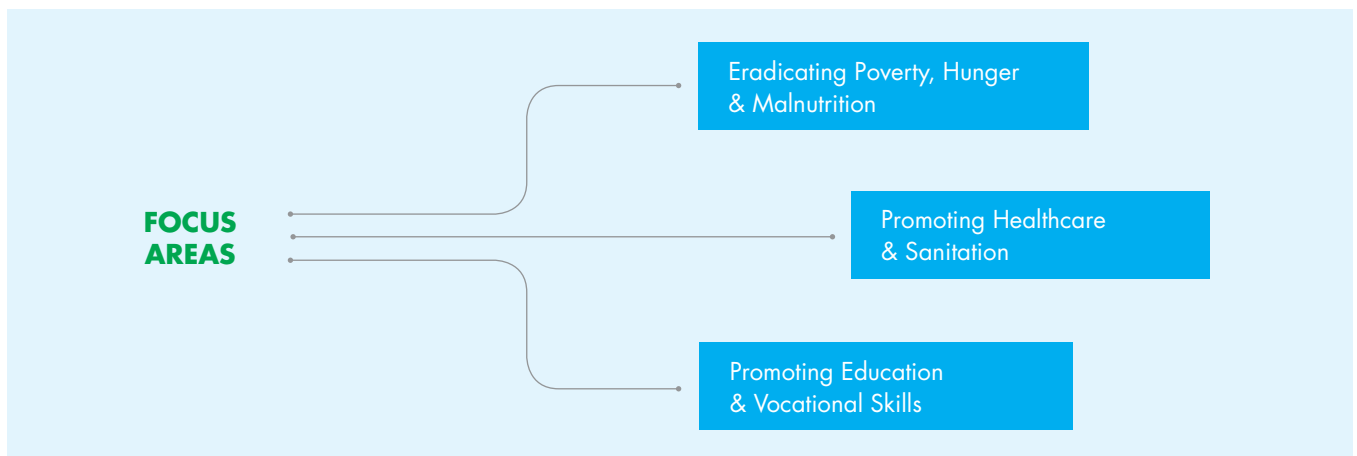 FOCUS
AREAS
Eradicating Poverty, Hunger
& Malnutrition
Promoting Healthcare
& Sanitation
Promoting Education
& Vocational Skills